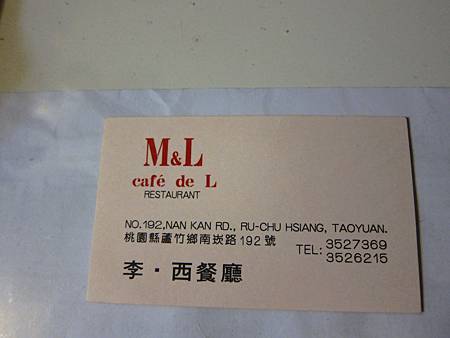 M&L
café de L
RESTAURANT
NO.192,NAN KAN RD., RU-CHU HSIANG, TAOYUAN.
桃園縣蘆竹鄉南崁路192號
TEL: 3527369
3526215
李·西餐廳